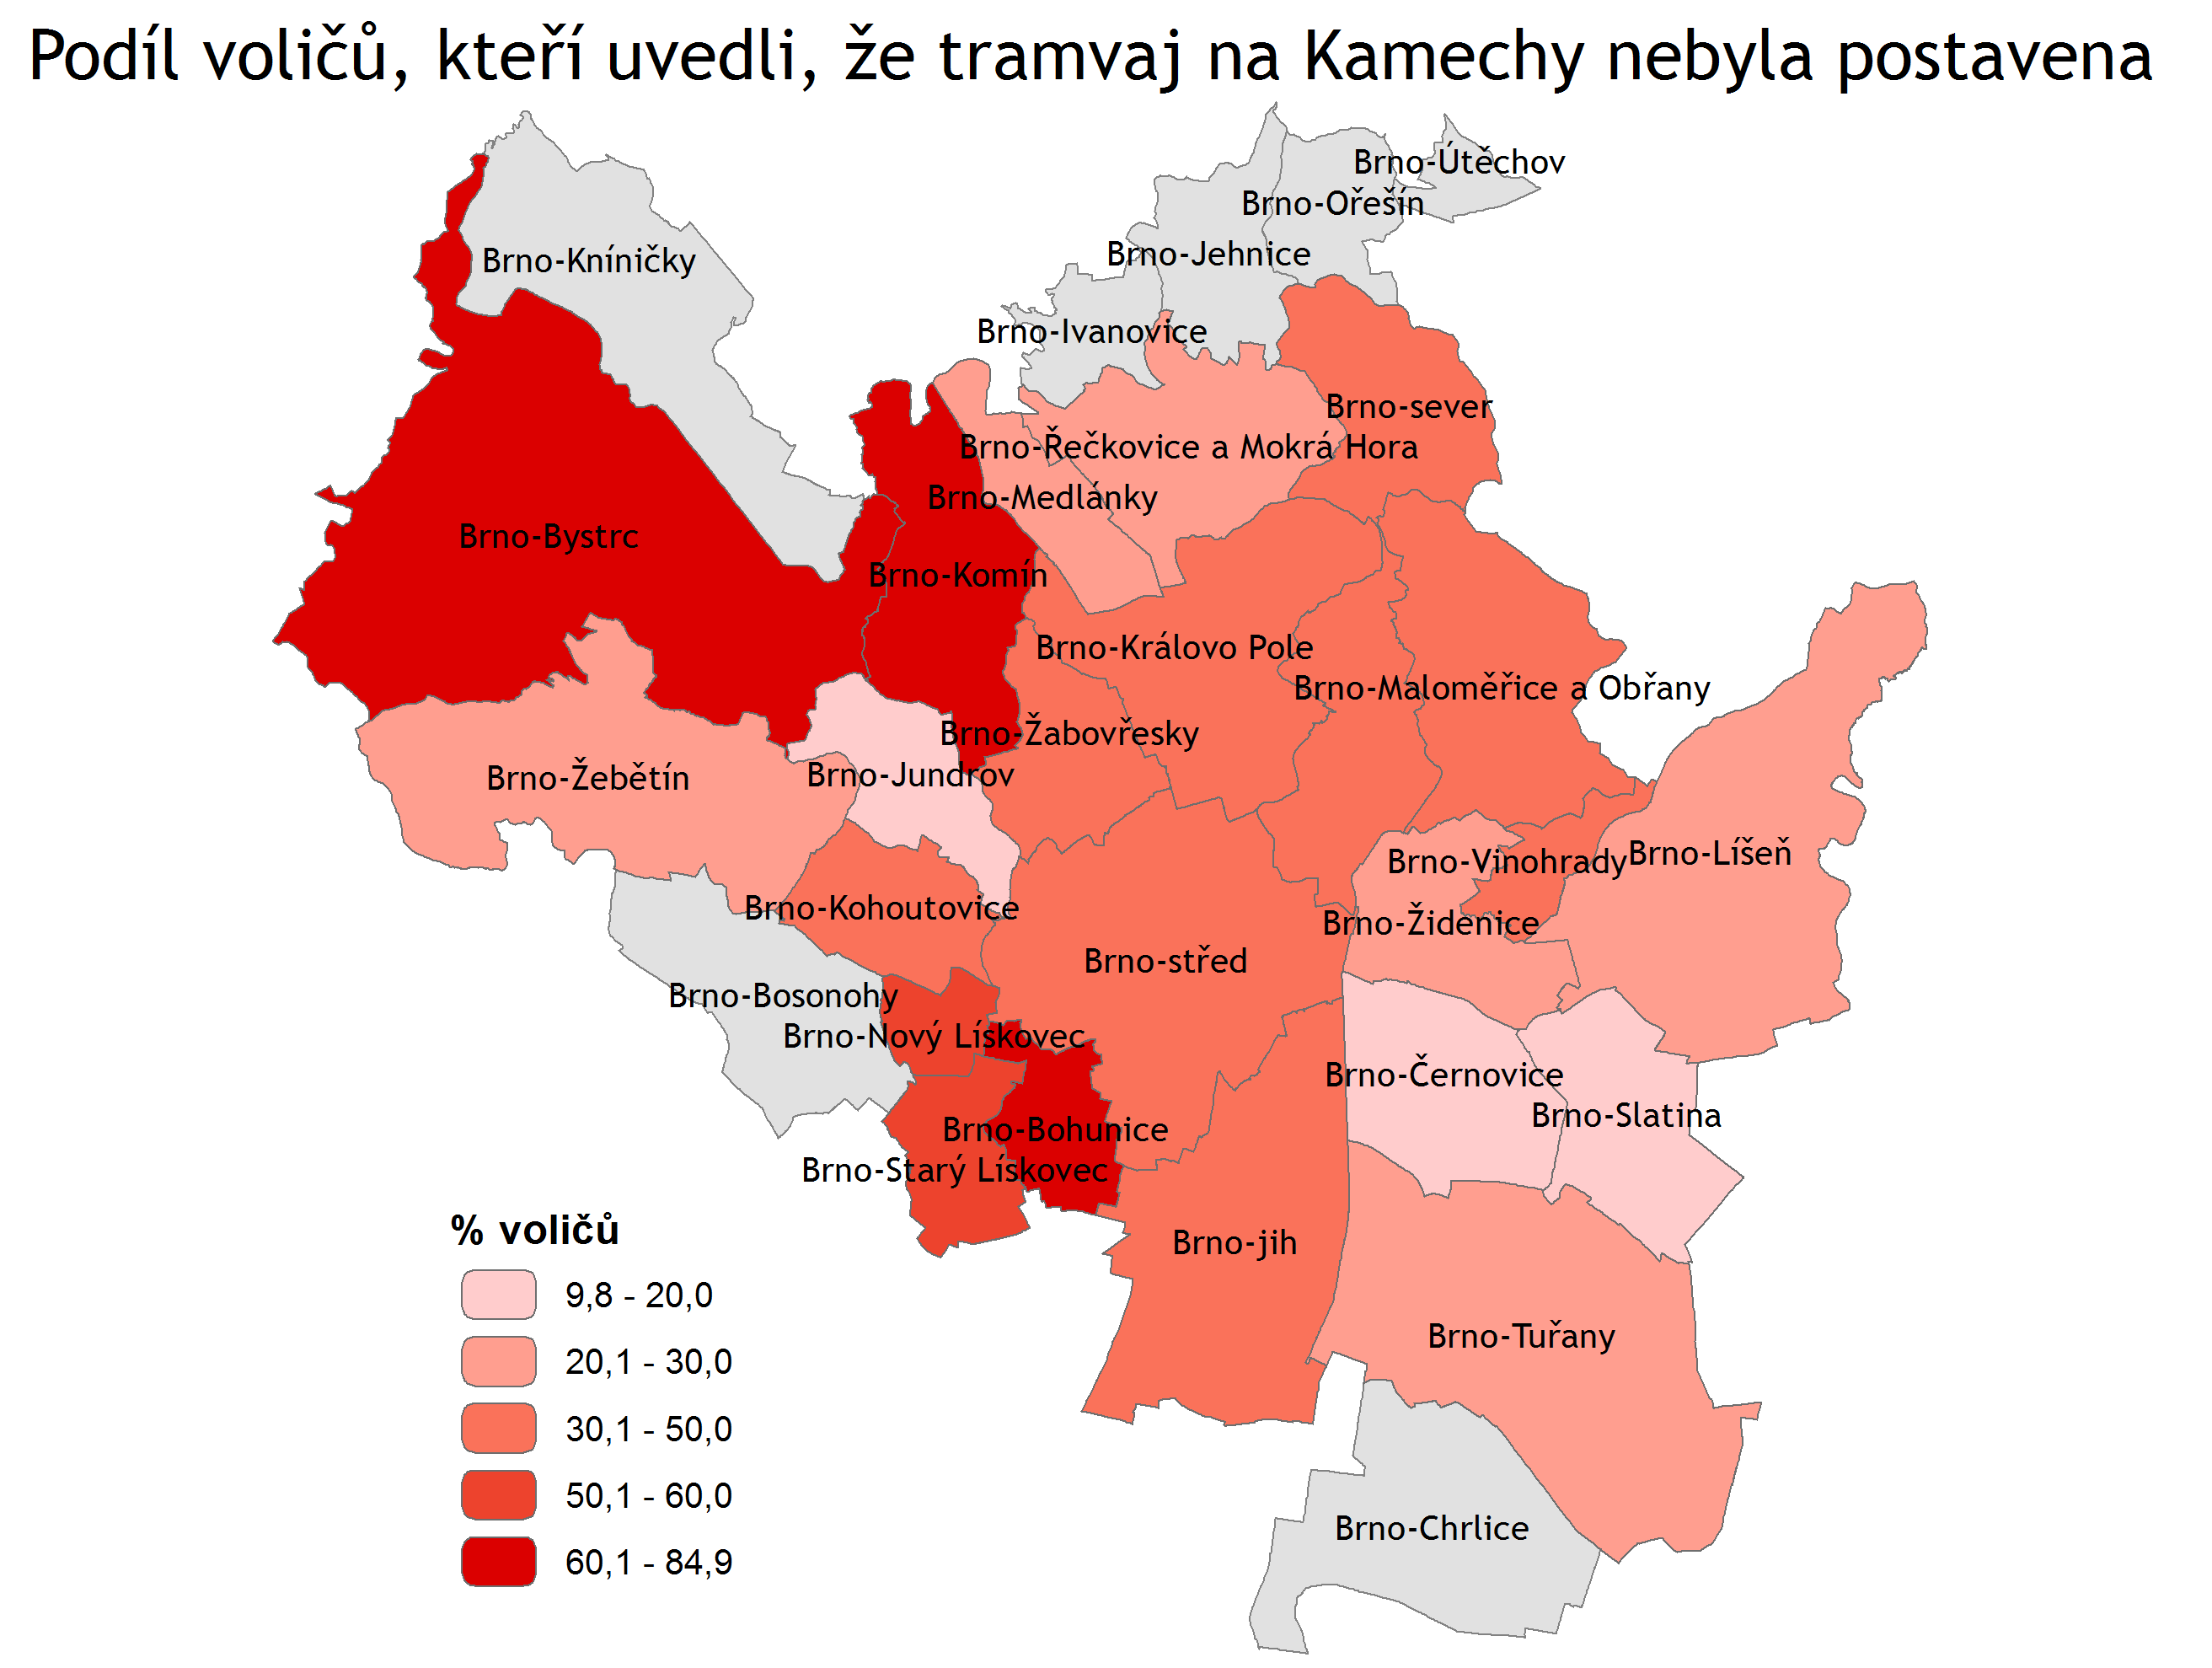 Podíl voličů, kteří uvedli, že tramvaj na Kamechy nebyla postavena
Brno-Útěchov
Brno-Ořešín
Brno-Jehnice
Brno-Kníničky
Brno-Ivanovice
Brno-sever
Brno-Řečkovice a Mokrá Hora
Brno-Medlánky
Brno-Bystrc
Brno-Komín
Brno-Královo Pole
Brno-Maloměřice a Obřany
Brno-Žabovřesky
Brno-Jundrov
Brno-Žebětín
Brno-Líšeň
Brno-Vinohrady
Brno-Kohoutovice
Brno-Židenice
Brno-střed
Brno-Bosonohy
Brno-Nový Lískovec
Brno-Černovice
Brno-Slatina
Brno-Bohunice
Brno-Starý Lískovec
Brno-jih
Brno-Tuřany
Brno-Chrlice
% voličů
9,8 - 20,0
20,1 - 30,0
30,1 - 50,0
50,1 - 60,0
60,1 - 84,9